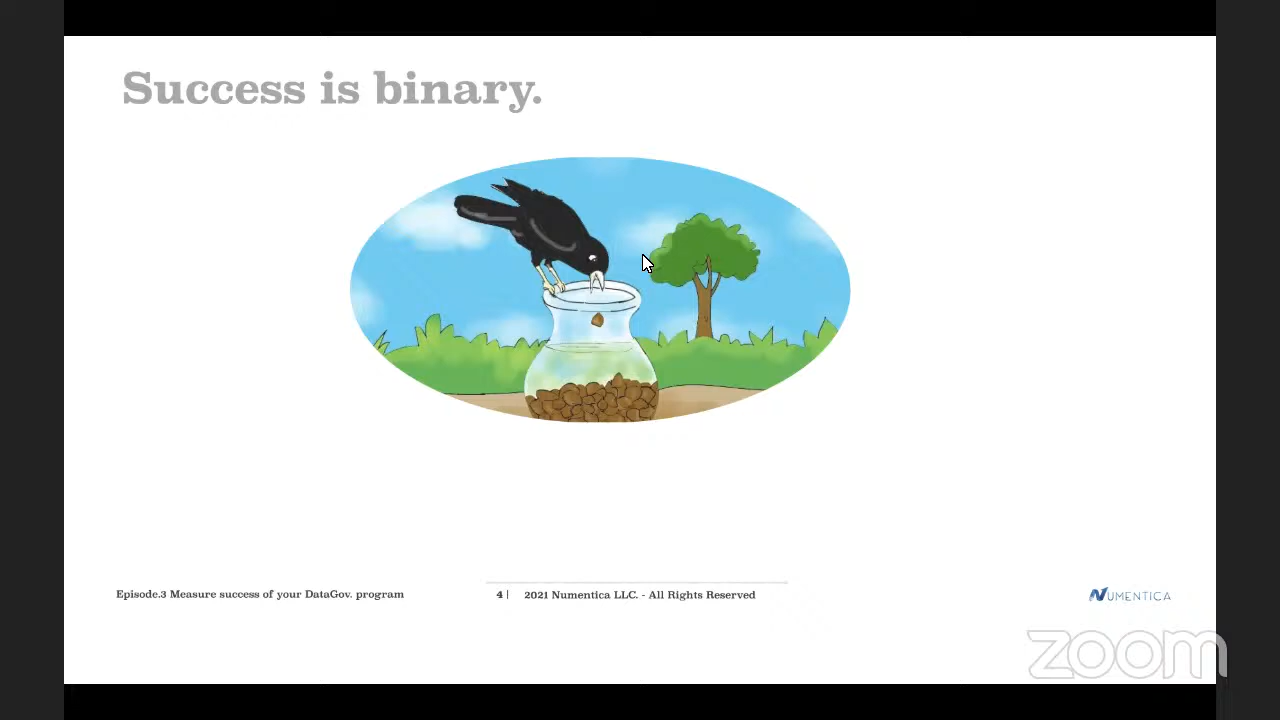 Success is binary.
Episode.3 Measure success of your DataGov. program
4 | 2021 Numentica LLC. - All Rights Reserved
NUMENTICA
zoom